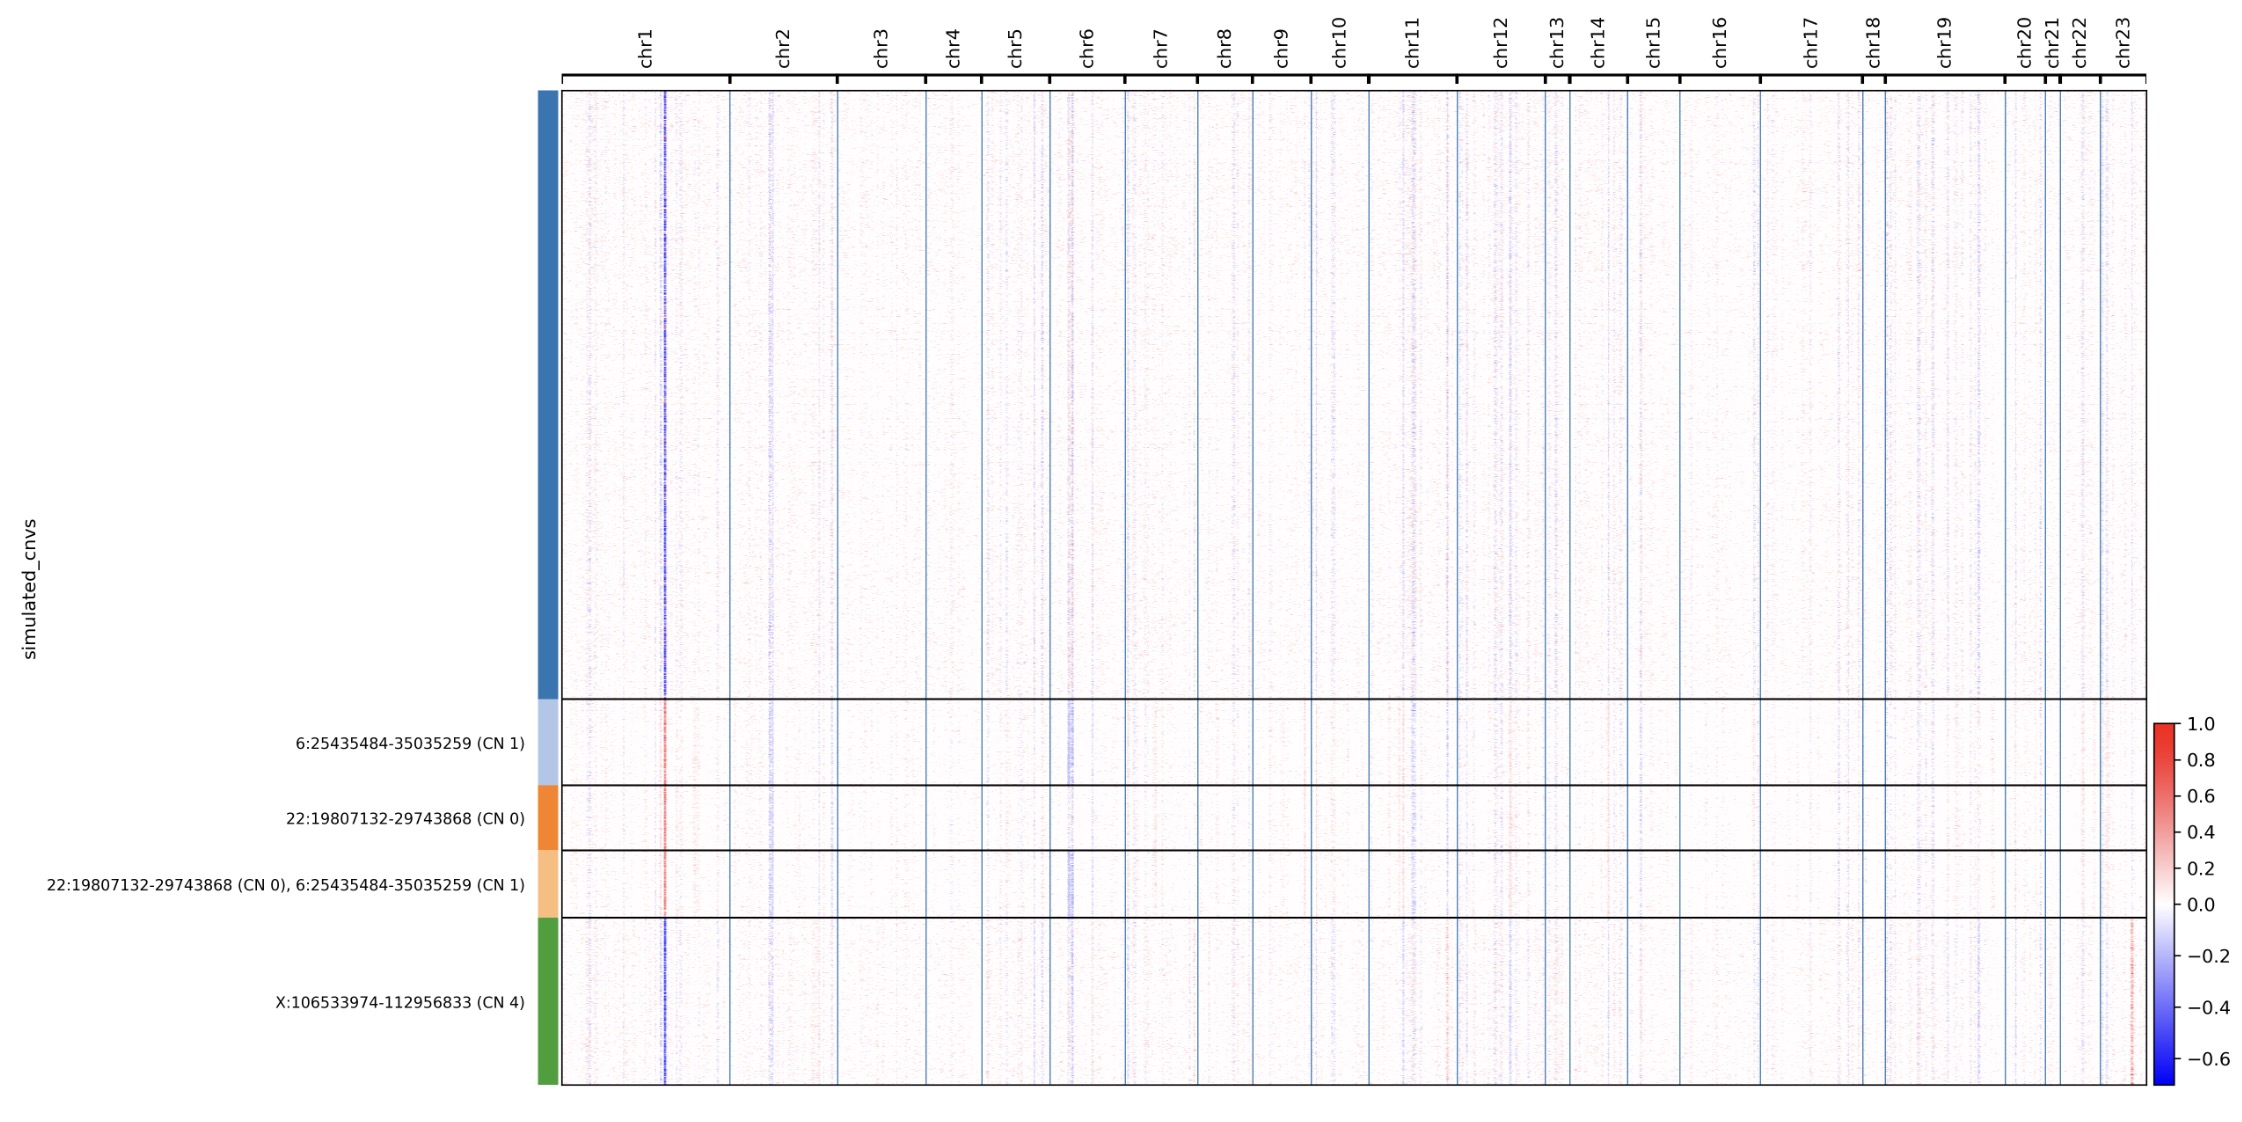 chr1 chr2 chr3 chr4 chr5 chr6 chr7 chr8 chr9 chr10 chr11 chr12 chr13 chr14 chr15 chr16 chr17 chr18 chr19 chr20 chr21 chr22 chr23
simulated_cnvs
6:25435484-35035259 (CN 1)
22:19807132-29743868 (CN 0)
22:19807132-29743868 (CN 0), 6:25435484-35035259 (CN 1)
X:106533974-112956833 (CN 4)
1.0
0.8
0.6
0.4
0.2
0.0
−0.2
−0.4
−0.6